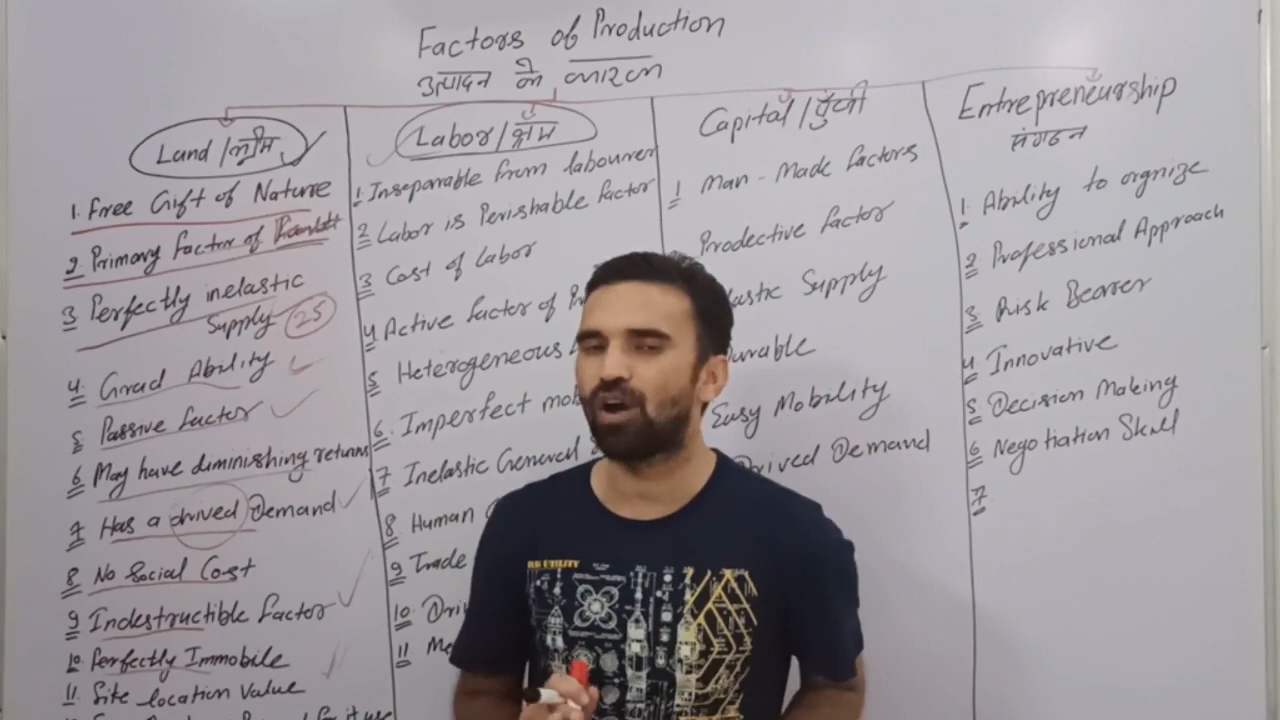 Factors of Production
उत्पादन के कारक
Land/भूमि
1. Free Gift of Nature
2. Primary factor of
3 Perfectly inelastic
Supply 25
4. Grad Ability
5 Passive factor
6 May have diminishing returns
7 Has a drived Demand
8 No Social Cost
9 Indestructible factor
10. Perfectly Immobile
11. Site location Value
Labor/श्रम
1. Inseparable from labourer
2 Labor is Perishable factor
3 Cost of Labor
4 Active factor of
5 Heterogeneous
6. Imperfect
7 Inelastic General
8 Human
9 Trade
10.
11
Capital/पूंजी
1 Man-Made factors
Prodective factor
Supply
Easy Mobality
Demand
Entrepreneurship
संगठन
1. Ability to orgnize
2 Professional Approach
3 Risk Bearer
4 Innovative
5 Decision Making
6 Negotiation Skill
7
UTILITY